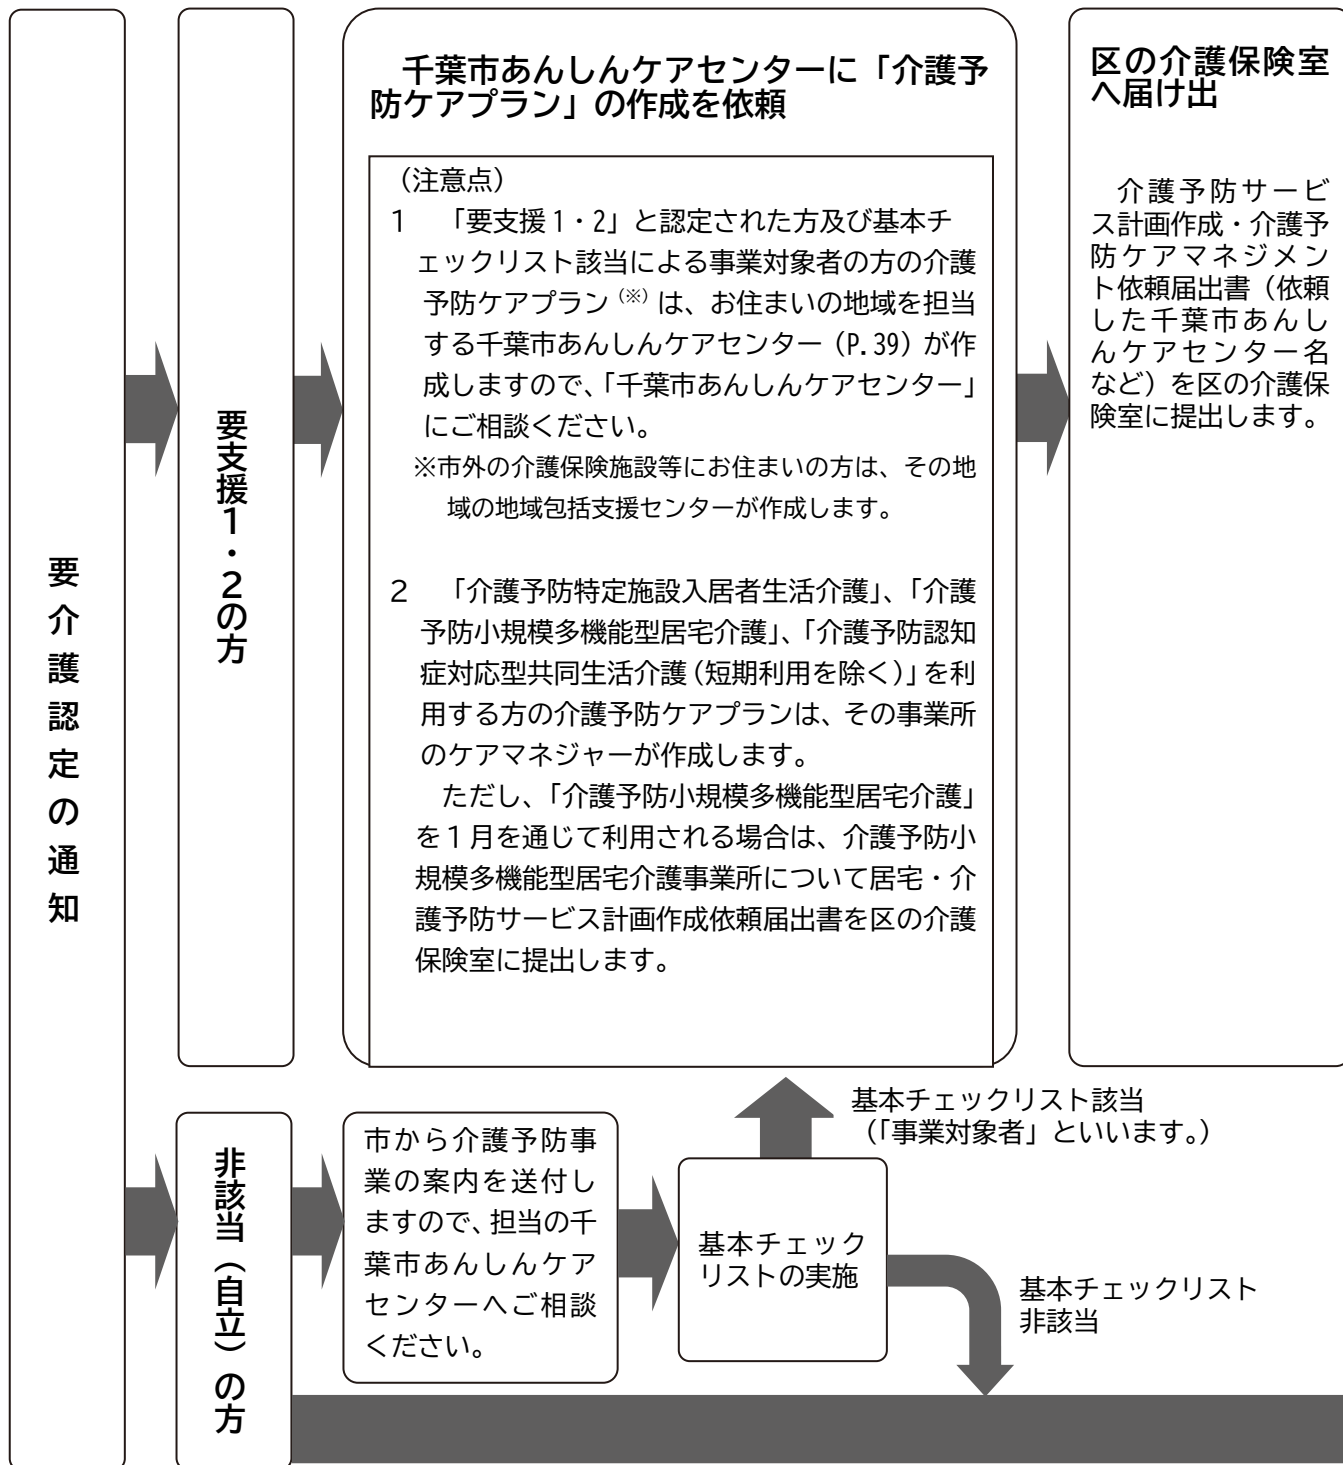 要介護認定の通知
要支援1・2の方
千葉市あんしんケアセンターに「介護予
防ケアプラン」の作成を依頼
（注意点）
1　「要支援1・2」と認定された方及び基本チ
ェックリスト該当による事業対象者の方の介護
予防ケアプラン（※）は、お住まいの地域を担当
する千葉市あんしんケアセンター（P.39）が作
成しますので、「千葉市あんしんケアセンター」
にご相談ください。
※市外の介護保険施設等にお住まいの方は、その地
域の地域包括支援センターが作成します。
2　「介護予防特定施設入居者生活介護」、「介護
予防小規模多機能型居宅介護」、「介護予防認知
症対応型共同生活介護（短期利用を除く）」を利
用する方の介護予防ケアプランは、その事業所
のケアマネジャーが作成します。
ただし、「介護予防小規模多機能型居宅介護」
を1月を通じて利用される場合は、介護予防小
規模多機能型居宅介護事業所について居宅・介
護予防サービス計画作成依頼届出書を区の介護
保険室に提出します。
区の介護保険室
へ届け出
介護予防サービ
ス計画作成・介護予
防ケアマネジメン
ト依頼届出書（依頼
した千葉市あんし
んケアセンター名
など）を区の介護保
険室に提出します。
非該当（自立）の方
市から介護予防事
業の案内を送付し
ますので、担当の千
葉市あんしんケア
センターへご相談
ください。
基本チェック
リストの実施
基本チェックリスト該当
（「事業対象者」といいます。）
基本チェックリスト
非該当